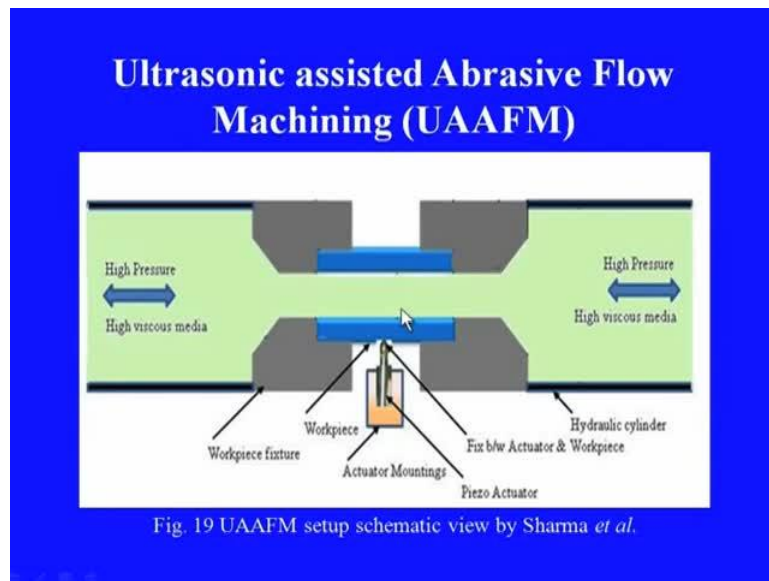 Ultrasonic assisted Abrasive Flow
Machining (UAAFM)
High Pressure
High viscous media
High Pressure
High viscous media
Workpiece fixture
Workpiece
Actuator Mountings
Piezo Actuator
Fix b/w Actuator & Workpiece
Hydraulic cylinder
Fig. 19 UAAFM setup schematic view by Sharma et al.